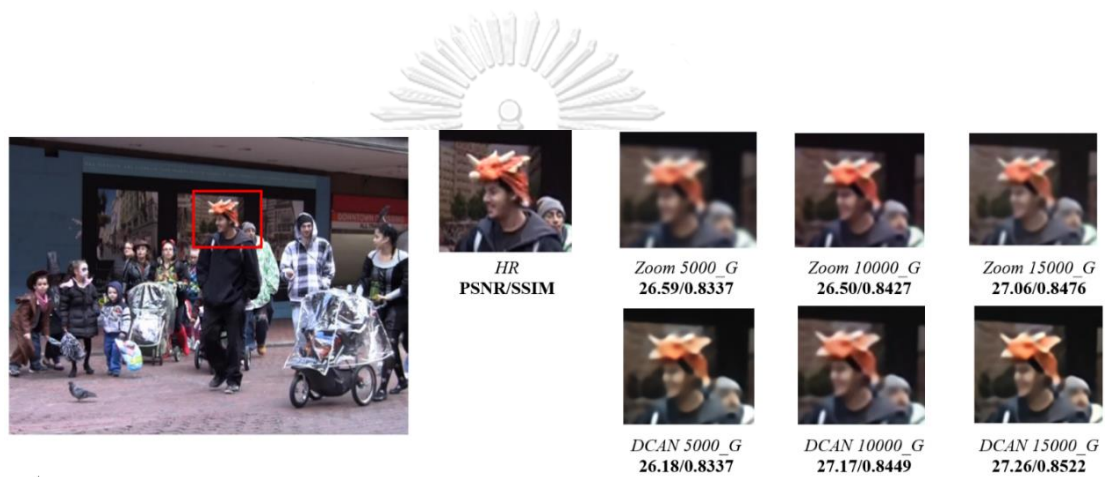 DOWNTOWN
HR
PSNR/SSIM
Zoom 5000_G
26.59/0.8337
Zoom 10000_G
26.50/0.8427
Zoom 15000_G
27.06/0.8476
DCAN 5000_G
26.18/0.8337
DCAN 10000_G
27.17/0.8449
DCAN 15000_G
27.26/0.8522